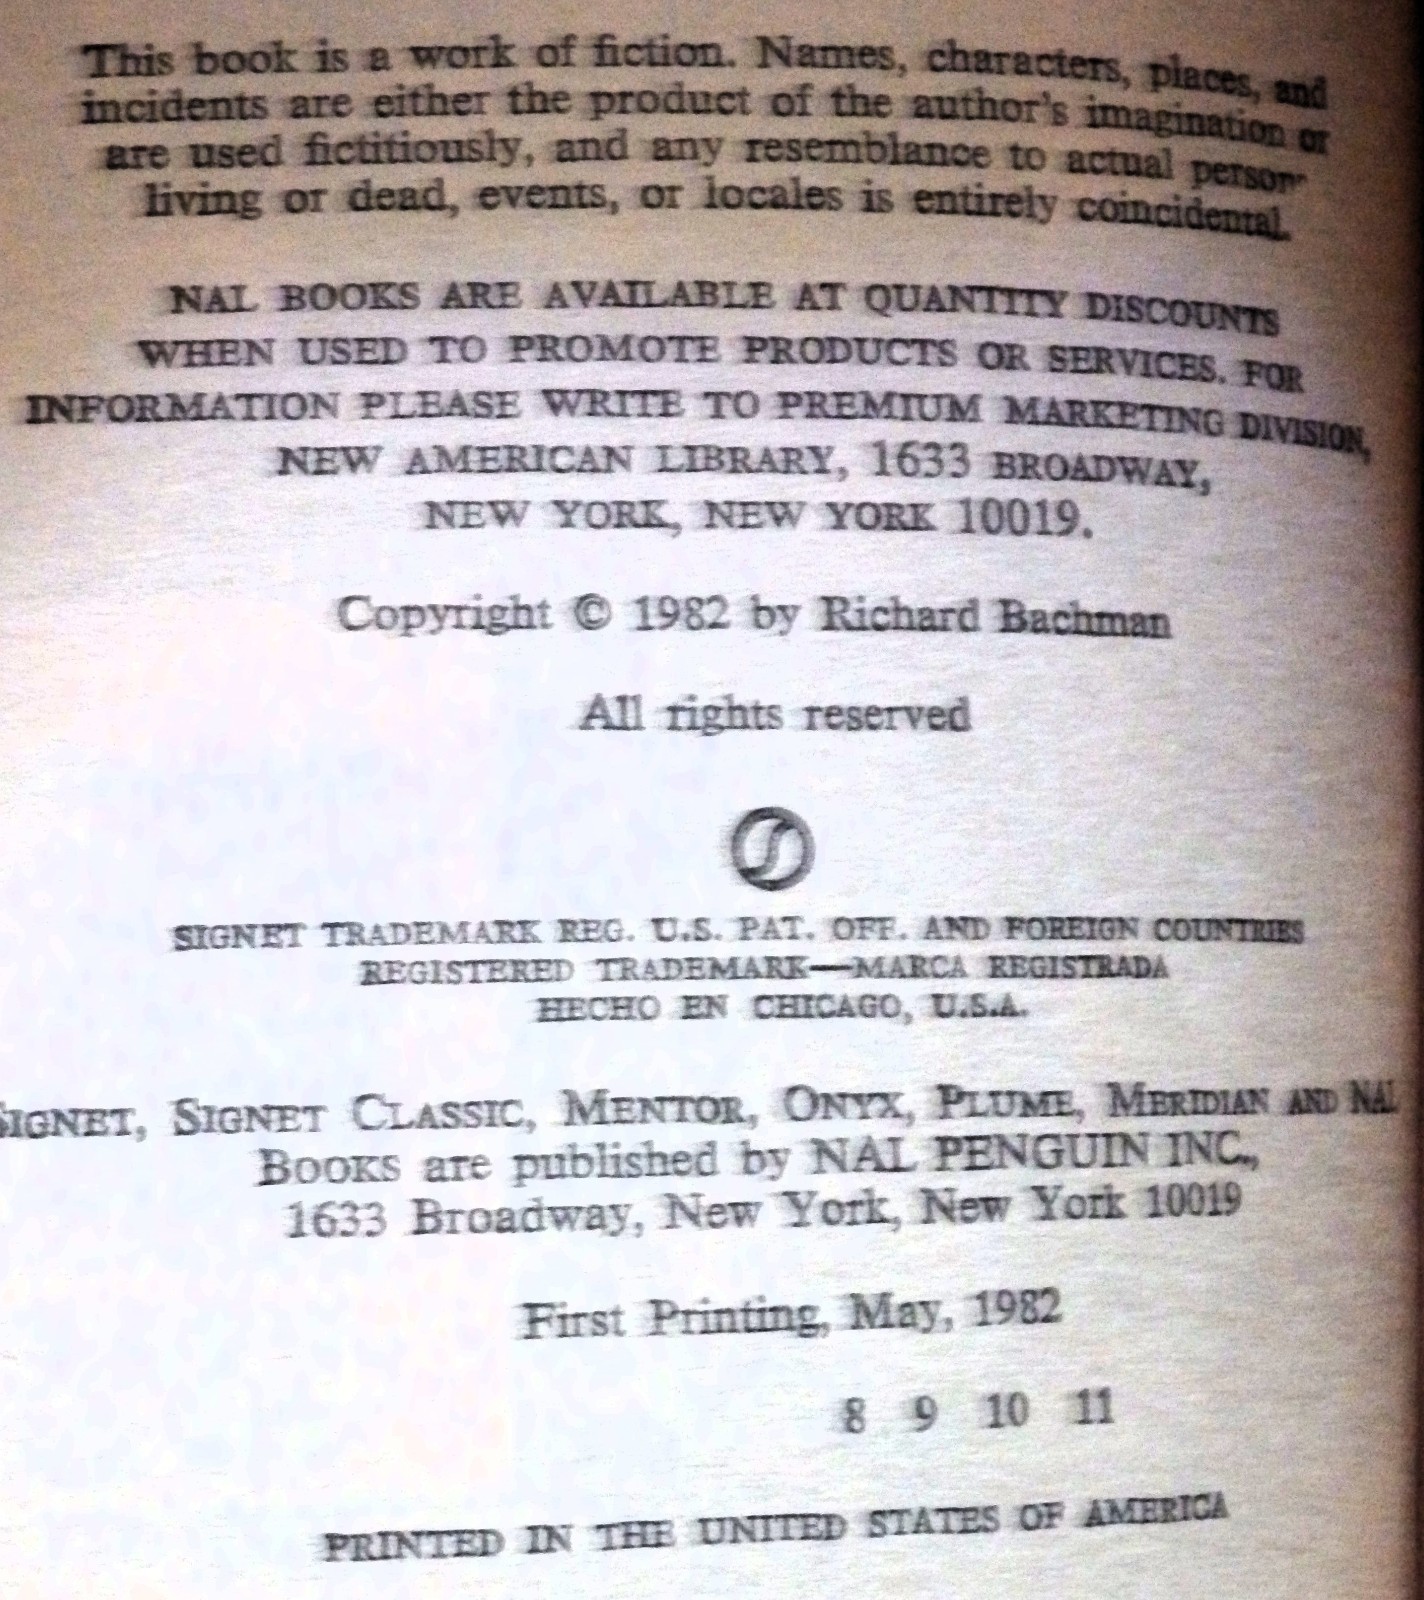 This book is a work of fiction. Names, characters, places, and
incidents are either the product of the author's imagination or
are used fictitiously, and any resemblance to actual person
living or dead, events, or locales is entirely coincidental.
NAL BOOKS ARE AVAILABLE AT QUANTITY DISCOUNTS
WHEN USED TO PROMOTE PRODUCTS OR SERVICES. FOR
INFORMATION PLEASE WRITE TO PREMIUM MARKETING DIVISION,
NEW AMERICAN LIBRARY, 1633 BROADWAY,
NEW YORK, NEW YORK 10019.
Copyright © 1982 by Richard Bachman
All rights reserved
SIGNET TRADEMARK REG. U.S. PAT. OFF. AND FOREIGN COUNTRIES
REGISTERED TRADEMARK—MARCA REGISTRADA
HECHO EN CHICAGO, U.S.A.
SIGNET, SIGNET CLASSIC, MENTOR, ONYX, PLUME, MERIDIAN AND NAL
BOOKS are published by NAL PENGUIN INC.,
1633 Broadway, New York, New York 10019
First Printing, May, 1982
8 9 10 11
PRINTED IN THE UNITED STATES OF AMERICA